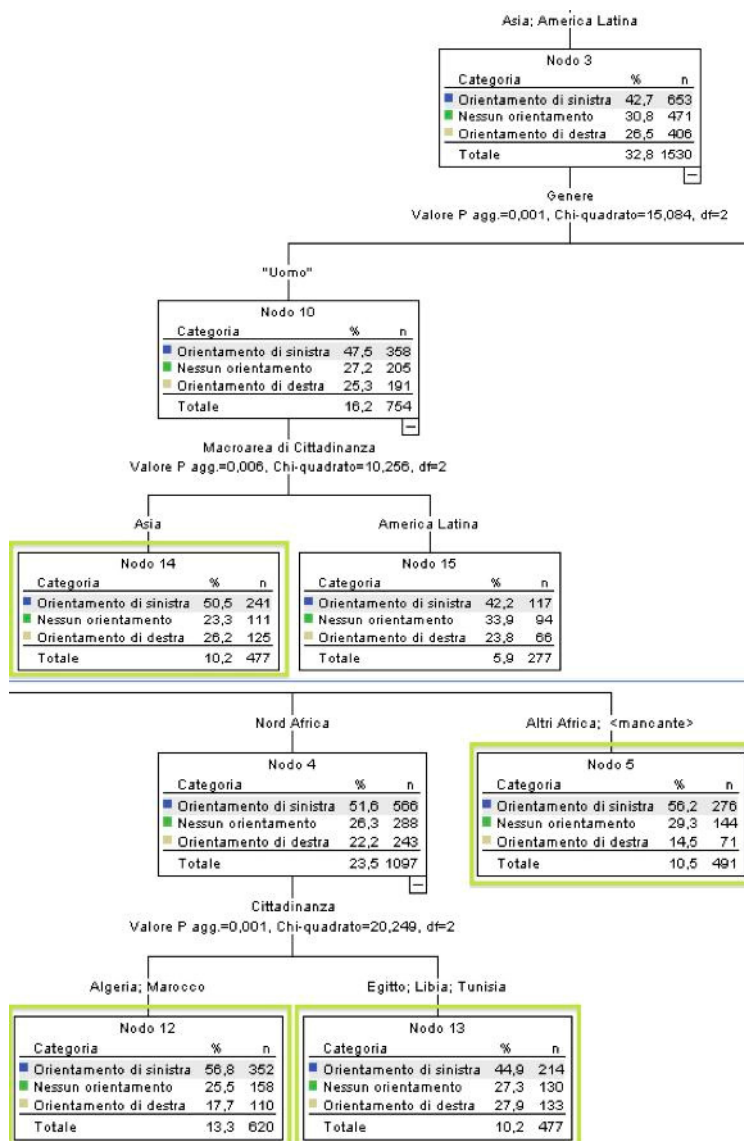 Asia; America Latina
Nodo 3
Categoria % n
Orientamento di sinistra 42,7 653
Nessun orientamento 30,8 471
Orientamento di destra 26,5 406
Totale 32,8 1530
Genere
Valore P agg.=0,001, Chi-quadrato=15,084, df=2
"Uomo"
Nodo 10
Categoria % n
Orientamento di sinistra 47,5 358
Nessun orientamento 27,2 205
Orientamento di destra 25,3 191
Totale 16,2 754
Macroarea di Cittadinanza
Valore P agg.=0,006, Chi-quadrato=10,256, df=2
Asia
Nodo 14
Categoria % n
Orientamento di sinistra 50,5 241
Nessun orientamento 23,3 111
Orientamento di destra 26,2 125
Totale 10,2 477
America Latina
Nodo 15
Categoria % n
Orientamento di sinistra 42,2 117
Nessun orientamento 33,9 94
Orientamento di destra 23,8 66
Totale 5,9 277
Nord Africa
Nodo 4
Categoria % n
Orientamento di sinistra 51,6 566
Nessun orientamento 26,3 288
Orientamento di destra 22,2 243
Totale 23,5 1097
Altri Africa; <mancante>
Nodo 5
Categoria % n
Orientamento di sinistra 56,2 276
Nessun orientamento 29,3 144
Orientamento di destra 14,5 71
Totale 10,5 491
Cittadinanza
Valore P agg.=0,001, Chi-quadrato=20,249, df=2
Algeria; Marocco
Nodo 12
Categoria % n
Orientamento di sinistra 56,8 352
Nessun orientamento 25,5 158
Orientamento di destra 17,7 110
Totale 13,3 620
Egitto; Libia; Tunisia
Nodo 13
Categoria % n
Orientamento di sinistra 44,9 214
Nessun orientamento 27,3 130
Orientamento di destra 27,9 133
Totale 10,2 477